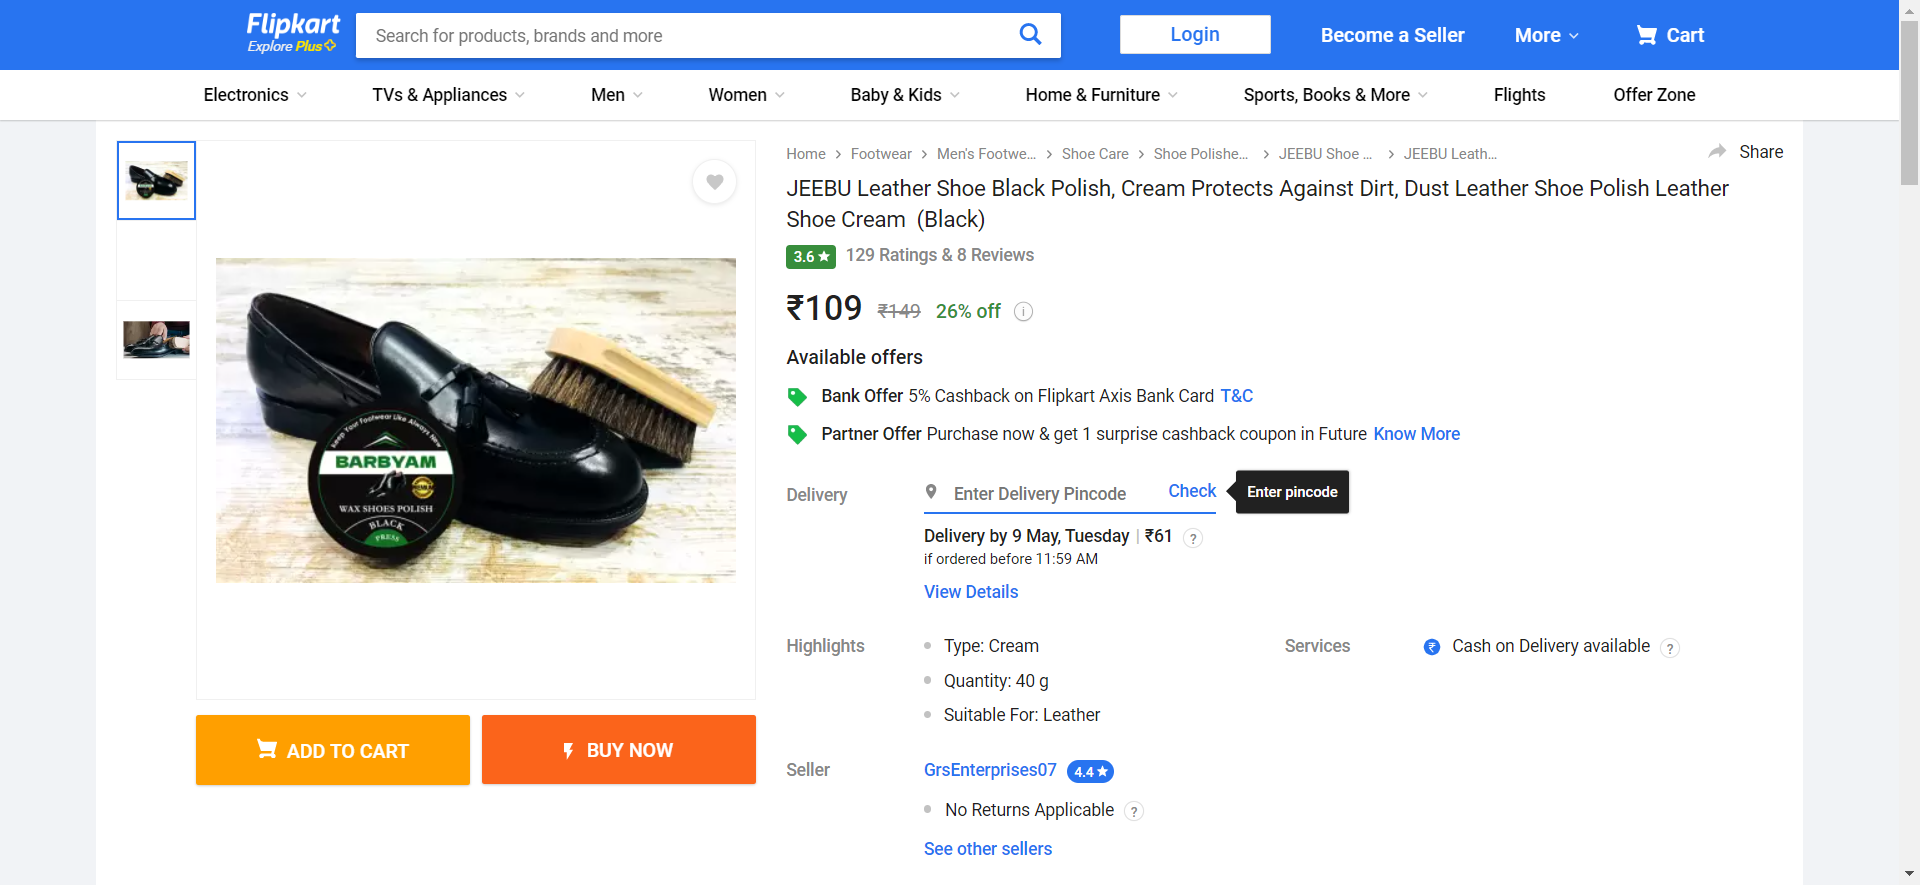 Flipkart
Explore Plus
Search for products, brands and more
Login
Become a Seller
More
Cart
Electronics
TVs & Appliances
Men
Women
Baby & Kids
Home & Furniture
Sports, Books & More
Flights
Offer Zone
Home
Footwear
Men's Footwe...
Shoe Care
Shoe Polishe...
JEEBU Shoe ...
JEEBU Leath...
Share
JEEBU Leather Shoe Black Polish, Cream Protects Against Dirt, Dust Leather Shoe Polish Leather
Shoe Cream (Black)
3.6
129 Ratings & 8 Reviews
₹109 ₹149 26% off
Available offers
Bank Offer 5% Cashback on Flipkart Axis Bank Card T&C
Partner Offer Purchase now & get 1 surprise cashback coupon in Future Know More
Keep Your Footwear Like Always New
BARBYAM
PREMIUM
WAX SHOES POLISH
BLACK
PRESS
Delivery
Enter Delivery Pincode
Check
Enter pincode
Delivery by 9 May, Tuesday | ₹61 ?
if ordered before 11:59 AM
View Details
Highlights
Type: Cream
Quantity: 40 g
Suitable For: Leather
Services
₹ Cash on Delivery available ?
ADD TO CART
BUY NOW
Seller
GrsEnterprises07 4.4
No Returns Applicable ?
See other sellers